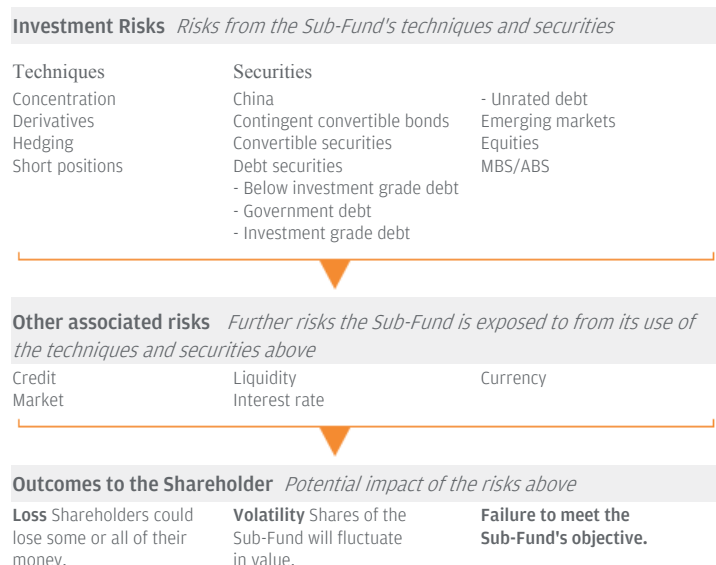 Investment Risks Risks from the Sub-Fund's techniques and securities
Techniques
Concentration
Derivatives
Hedging
Short positions
Securities
China
Contingent convertible bonds
Convertible securities
Debt securities
- Below investment grade debt
- Government debt
- Investment grade debt
- Unrated debt
Emerging markets
Equities
MBS/ABS
Other associated risks Further risks the Sub-Fund is exposed to from its use of
the techniques and securities above
Credit
Market
Liquidity
Interest rate
Currency
Outcomes to the Shareholder Potential impact of the risks above
Loss Shareholders could
lose some or all of their
money.
Volatility Shares of the
Sub-Fund will fluctuate
in value.
Failure to meet the
Sub-Fund's objective.